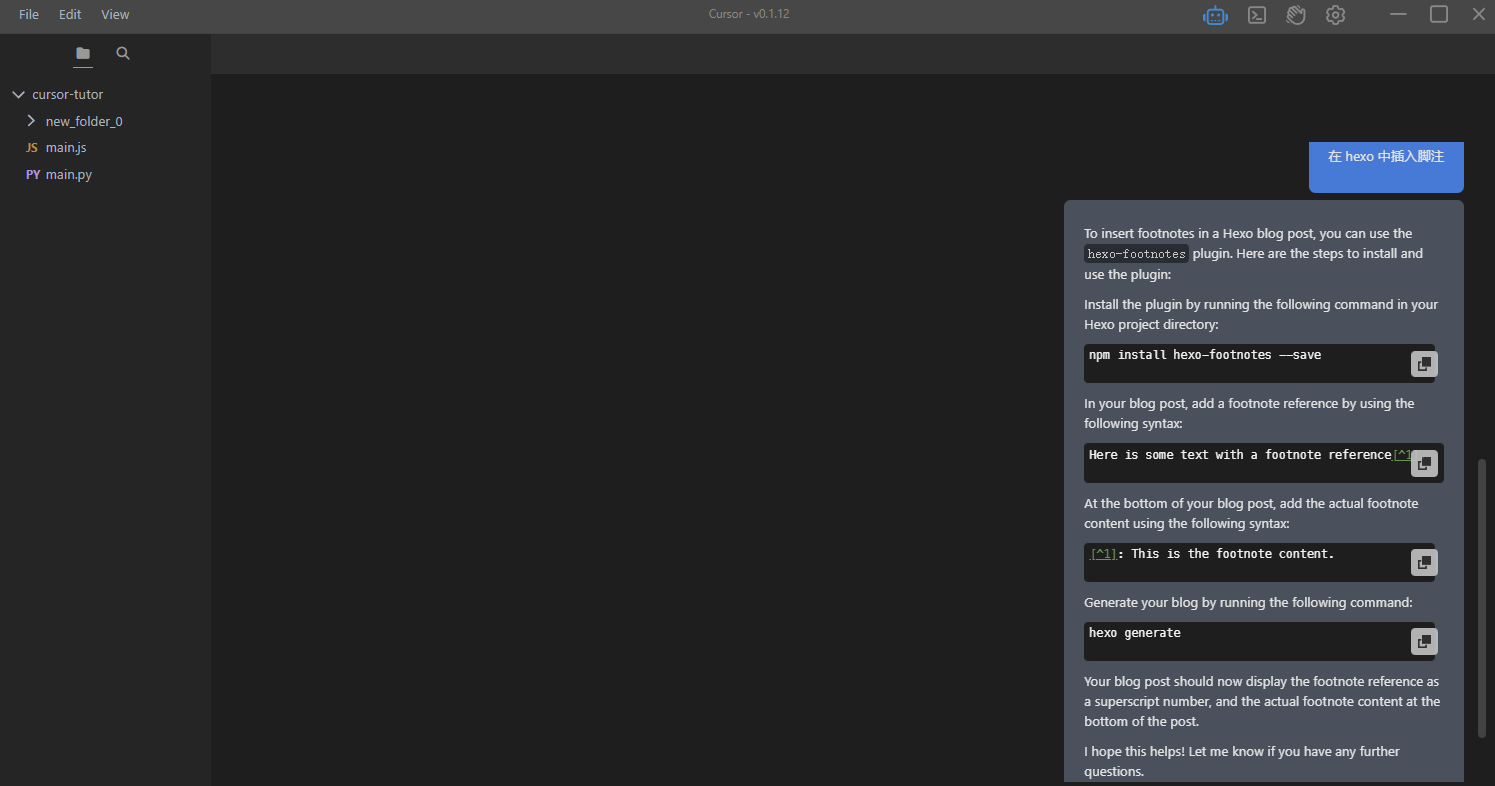 File Edit View
Cursor - v0.1.12
cursor-tutor
new_folder_0
JS main.js
PY main.py
在 hexo 中插入脚注
To insert footnotes in a Hexo blog post, you can use the
hexo-footnotes plugin. Here are the steps to install and
use the plugin:
Install the plugin by running the following command in your
Hexo project directory:
npm install hexo-footnotes --save
In your blog post, add a footnote reference by using the
following syntax:
Here is some text with a footnote reference[^1
At the bottom of your blog post, add the actual footnote
content using the following syntax:
[^1]: This is the footnote content.
Generate your blog by running the following command:
hexo generate
Your blog post should now display the footnote reference as
a superscript number, and the actual footnote content at the
bottom of the post.
I hope this helps! Let me know if you have any further
questions.